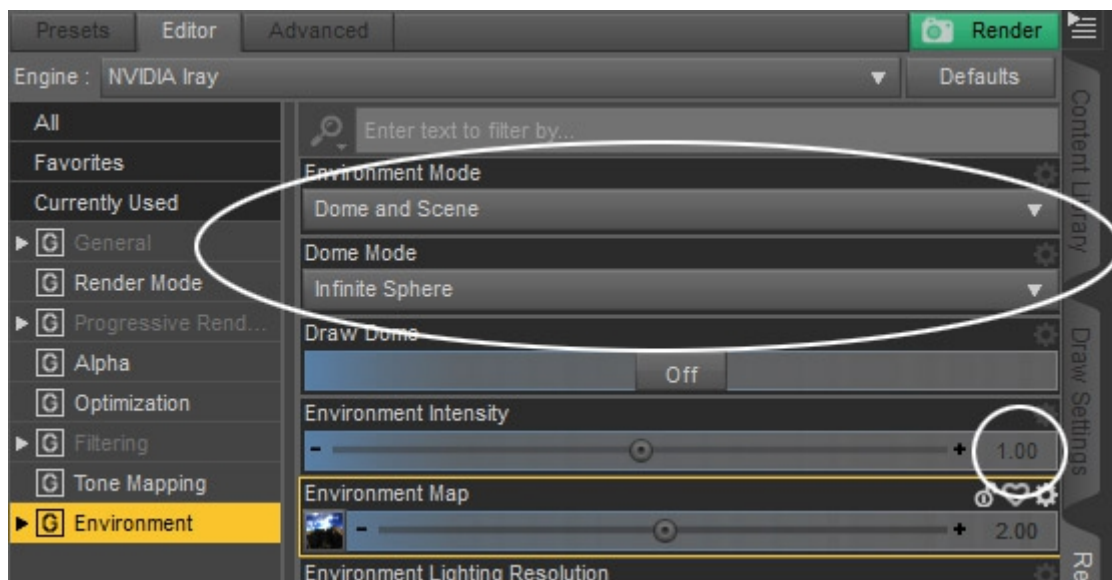 Presets Editor Advanced Render
Engine : NVIDIA Iray Defaults
All
Favorites
Currently Used
G General
G Render Mode
G Progressive Rend...
G Alpha
G Optimization
G Filtering
G Tone Mapping
G Environment
Enter text to filter by...
Environment Mode
Dome and Scene
Dome Mode
Infinite Sphere
Draw Dome
Off
Environment Intensity
- + 1.00
Environment Map
- + 2.00
Environment Lighting Resolution
Content Library
Draw Settings
Re